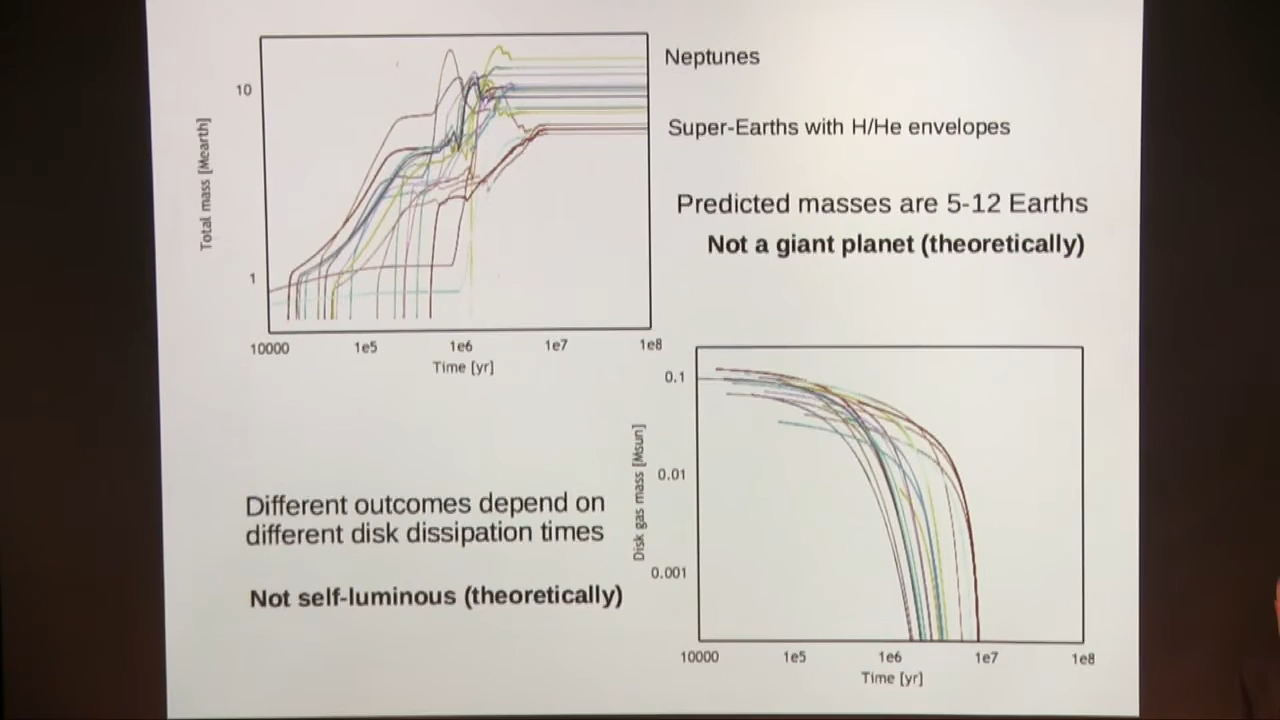 Neptunes
Super-Earths with H/He envelopes
Predicted masses are 5-12 Earths
Not a giant planet (theoretically)
Total mass [Mearth]
10
1
10000 1e5 1e6 1e7 1e8
Time [yr]
Different outcomes depend on
different disk dissipation times
Not self-luminous (theoretically)
Disk gas mass [Msun]
0.1
0.01
0.001
10000 1e5 1e6 1e7 1e8
Time [yr]